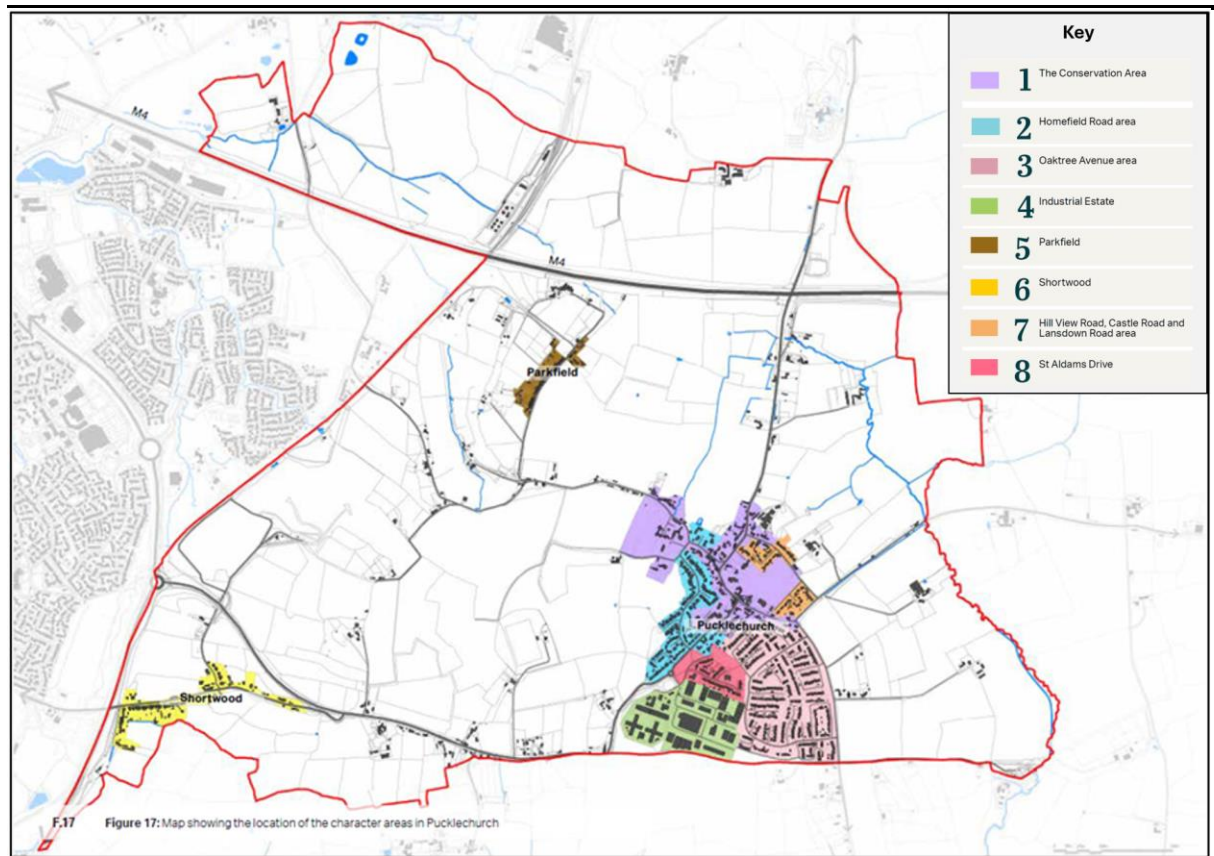 Key
1 The Conservation Area
2 Homefield Road area
3 Oaktree Avenue area
4 Industrial Estate
5 Parkfield
6 Shortwood
7 Hill View Road, Castle Road and
Lansdown Road area
8 St Aldams Drive
M4
M4
Parkfield
Pucklechurch
Shortwood
F.17 Figure 17: Map showing the location of the character areas in Pucklechurch